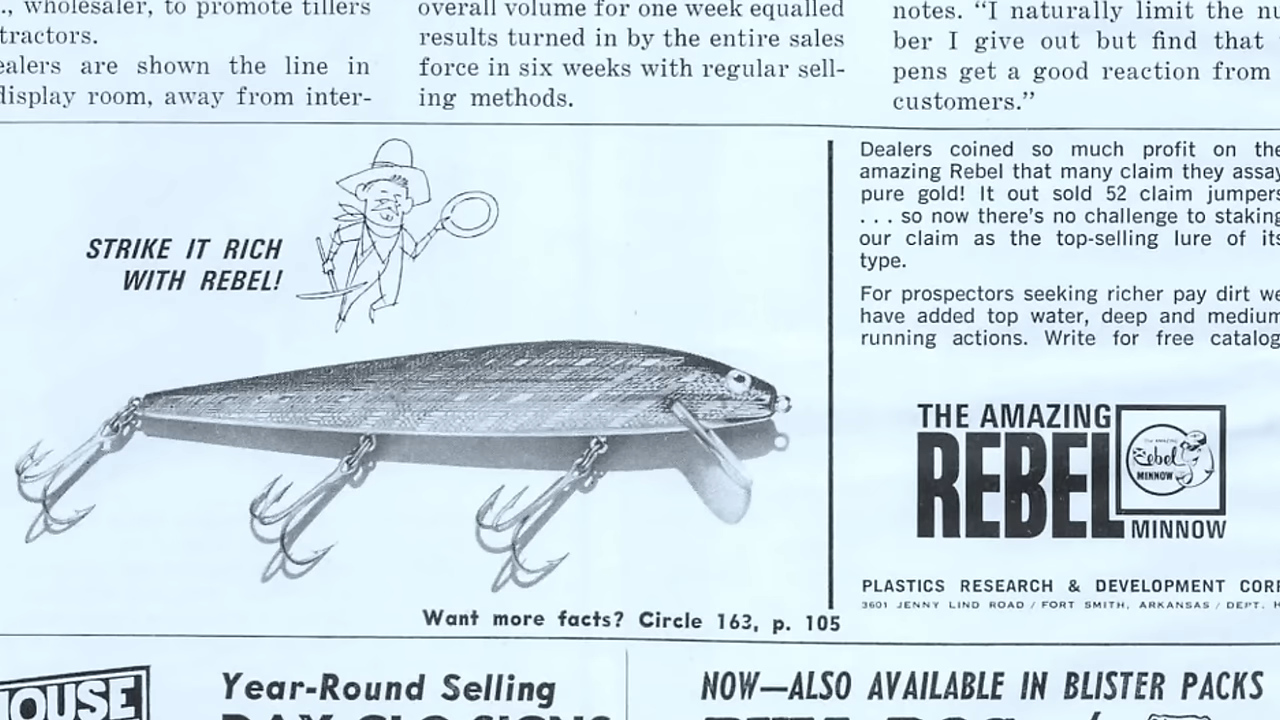 ., wholesaler, to promote tillers
tractors.
ealers are shown the line in
display room, away from inter-
overall volume for one week equalled
results turned in by the entire sales
force in six weeks with regular sell-
ing methods.
notes. “I naturally limit the nu
ber I give out but find that
pens get a good reaction from
customers.”
STRIKE IT RICH
WITH REBEL!
Want more facts? Circle 163, p. 105
Dealers coined so much profit on the
amazing Rebel that many claim they assay
pure gold! It out sold 52 claim jumpers
. . . so now there's no challenge to staking
our claim as the top-selling lure of its
type.
For prospectors seeking richer pay dirt we
have added top water, deep and medium
running actions. Write for free catalog
THE AMAZING
REBEL
THE AMAZING
Rebel
MINNOW
MINNOW
PLASTICS RESEARCH & DEVELOPMENT COR
3601 JENNY LIND ROAD / FORT SMITH, ARKANSAS / DEPT. H
OUSE
Year-Round Selling
DAY-GLO SIGNS
NOW—ALSO AVAILABLE IN BLISTER PACKS